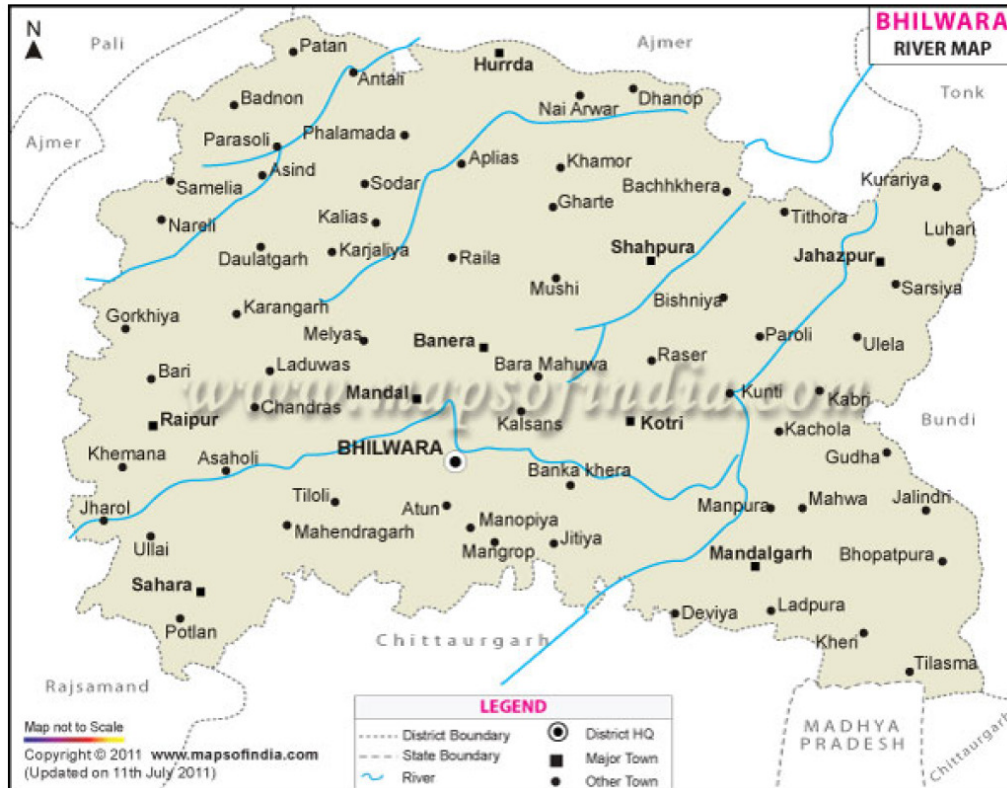 BHILWARA
RIVER MAP
N
Pali
Ajmer
Tonk
Ajmer
Patan
Antali
Hurrda
Badnon
Nai Arwar
Dhanop
Parasoli
Phalamada
Aplias
Khamor
Samelia
Asind
Sodar
Bachhkhera
Kurariya
Nareli
Kalias
Gharte
Tithora
Luhari
Daulatgarh
Karjaliya
Raila
Shahpura
Jahazpur
Mushi
Bishniya
Sarsiya
Gorkhiya
Karangarh
Melyas
Banera
Paroli
Ulela
Bari
Laduwas
Bara Mahuwa
Raser
www.mapsofindia.com
Mandal
Kunti
Kabri
Raipur
Chandras
Kalsans
Kotri
Kachola
Bundi
Khemana
Asaholi
BHILWARA
Banka khera
Gudha
Jharol
Tiloli
Atun
Manpura
Mahwa
Jalindri
Ullai
Mahendragarh
Manopiya
Mangrop
Jitiya
Mandalgarh
Bhopatpura
Sahara
Potlan
Deviya
Ladpura
Kheri
Chittaurgarh
Tilasma
Rajsamand
MADHYA
PRADESH
Chittaurgarh
LEGEND
District Boundary
District HQ
State Boundary
Major Town
River
Other Town
Map not to Scale
Copyright © 2011 www.mapsofindia.com
(Updated on 11th July 2011)